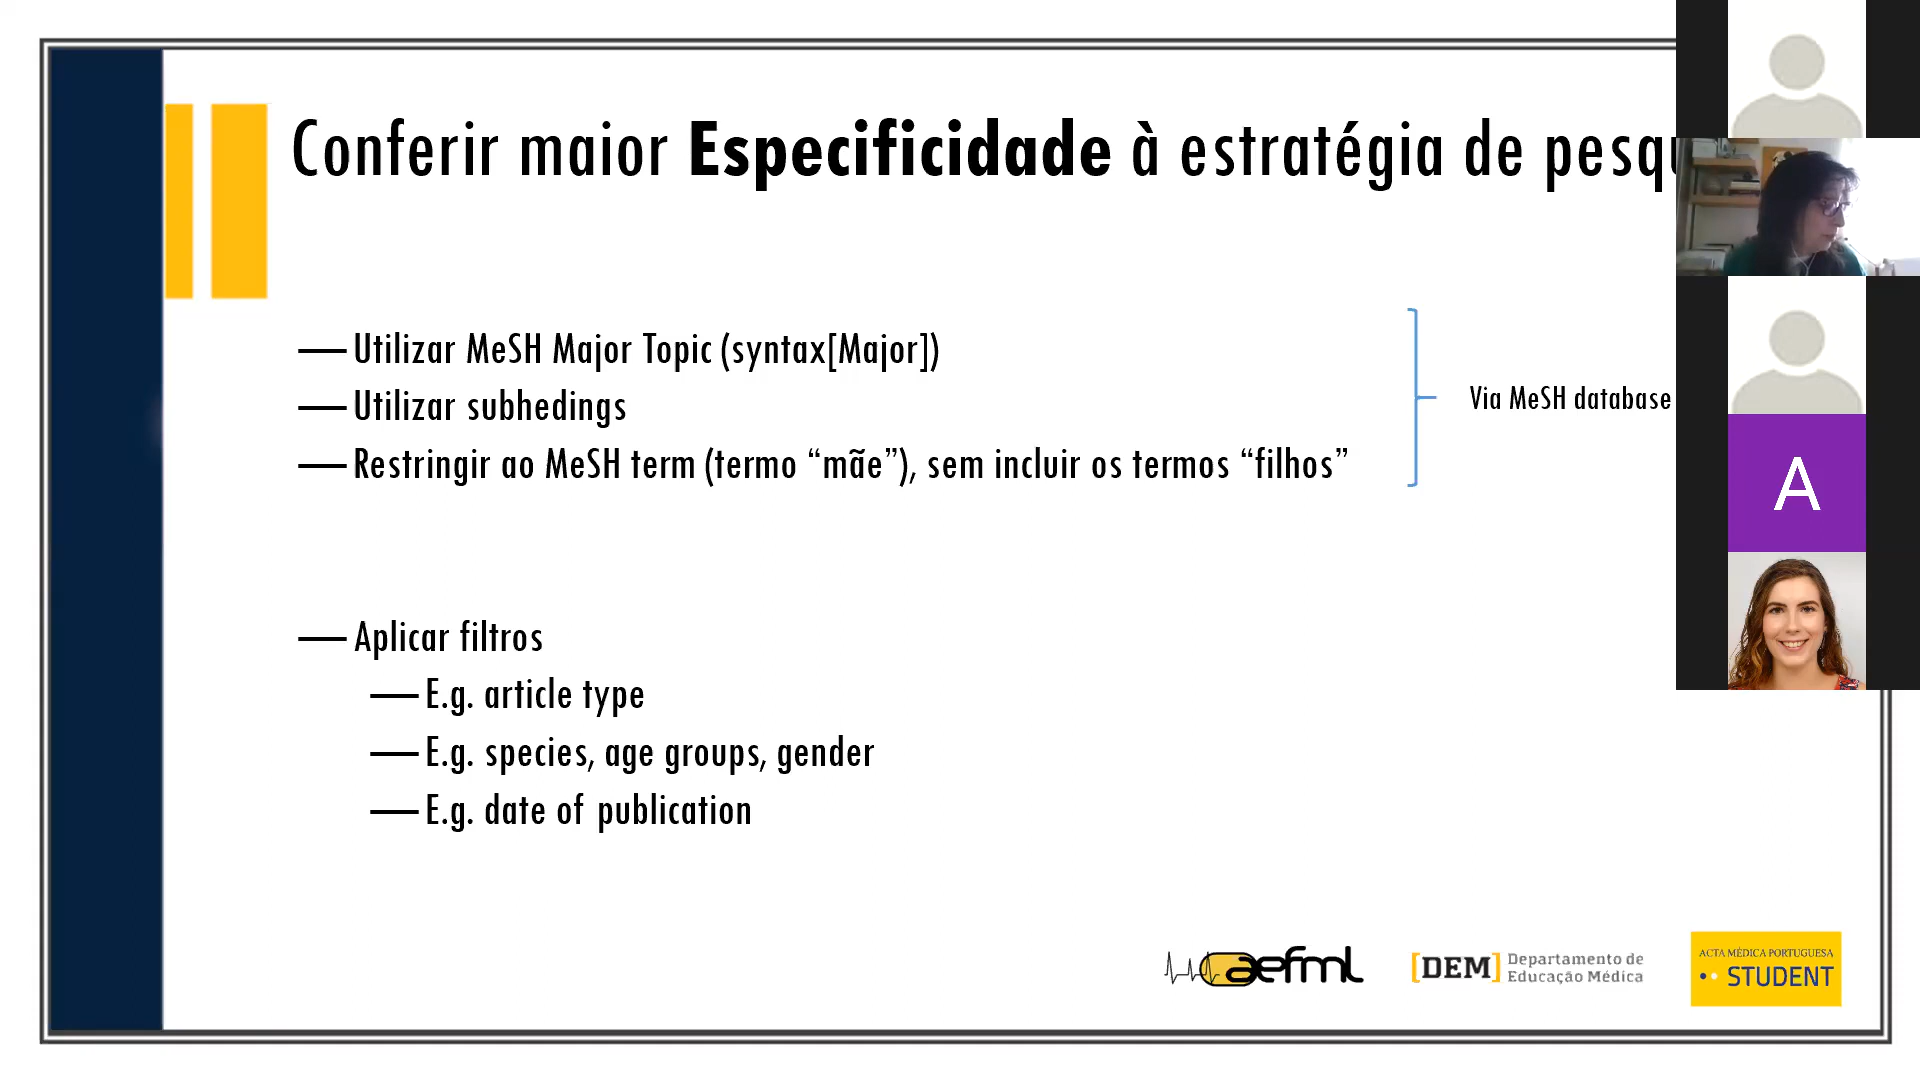 Conferir maior Especificidade à estratégia de pesqu
— Utilizar MeSH Major Topic (syntax[Major])
— Utilizar subhedings
— Restringir ao MeSH term (termo “mãe”), sem incluir os termos “filhos”
Via MeSH database
— Aplicar filtros
— E.g. article type
— E.g. species, age groups, gender
— E.g. date of publication
A
aefml
[DEM] Departamento de
Educação Médica
ACTA MÉDICA PORTUGUESA
STUDENT